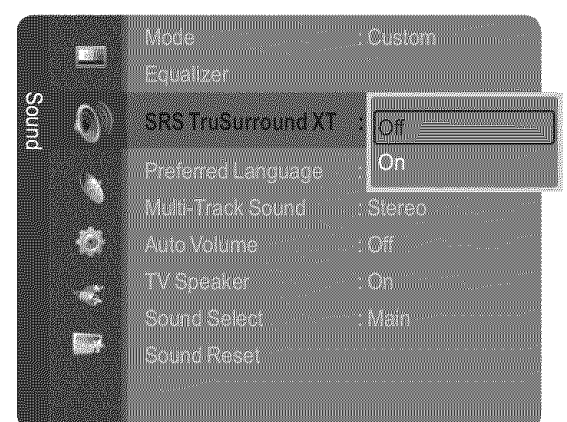 Sound
Mode : Custom
Equalizer
SRS TruSurround XT : Off
On
Preferred Language :
Multi-Track Sound : Stereo
Auto Volume : Off
TV Speaker : On
Sound Select : Main
Sound Reset